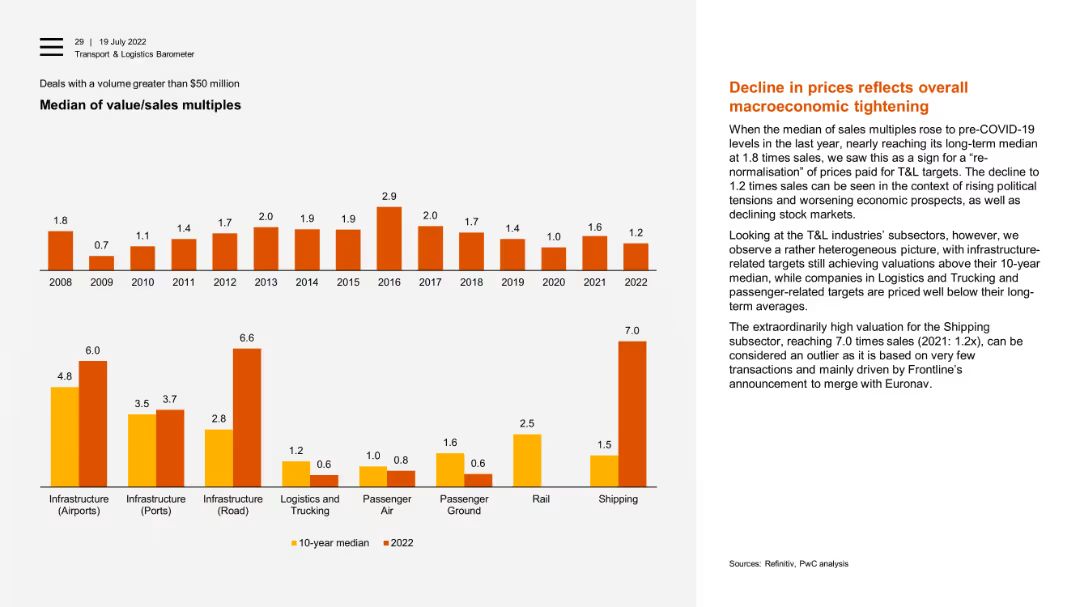 29 | 19 July 2022
Transport & Logistics Barometer
Deals with a volume greater than $50 million
Median of value/sales multiples
1.8 0.7 1.1 1.4 1.7 2.0 1.9 1.9 2.9 2.0 1.7 1.4 1.0 1.6 1.2
2008 2009 2010 2011 2012 2013 2014 2015 2016 2017 2018 2019 2020 2021 2022
4.8 6.0 3.5 3.7 2.8 6.6 1.2 0.6 1.0 0.8 1.6 0.6 2.5 1.5 7.0
Infrastructure Infrastructure Infrastructure Logistics and Passenger Passenger Rail Shipping
(Airports) (Ports) (Road) Trucking Air Ground
10-year median 2022
Decline in prices reflects overall
macroeconomic tightening
When the median of sales multiples rose to pre-COVID-19
levels in the last year, nearly reaching its long-term median
at 1.8 times sales, we saw this as a sign for a “re-
normalisation” of prices paid for T&L targets. The decline to
1.2 times sales can be seen in the context of rising political
tensions and worsening economic prospects, as well as
declining stock markets.
Looking at the T&L industries’ subsectors, however, we
observe a rather heterogeneous picture, with infrastructure-
related targets still achieving valuations above their 10-year
median, while companies in Logistics and Trucking and
passenger-related targets are priced well below their long-
term averages.
The extraordinarily high valuation for the Shipping
subsector, reaching 7.0 times sales (2021: 1.2x), can be
considered an outlier as it is based on very few
transactions and mainly driven by Frontline’s
announcement to merge with Euronav.
Sources: Refinitiv, PwC analysis